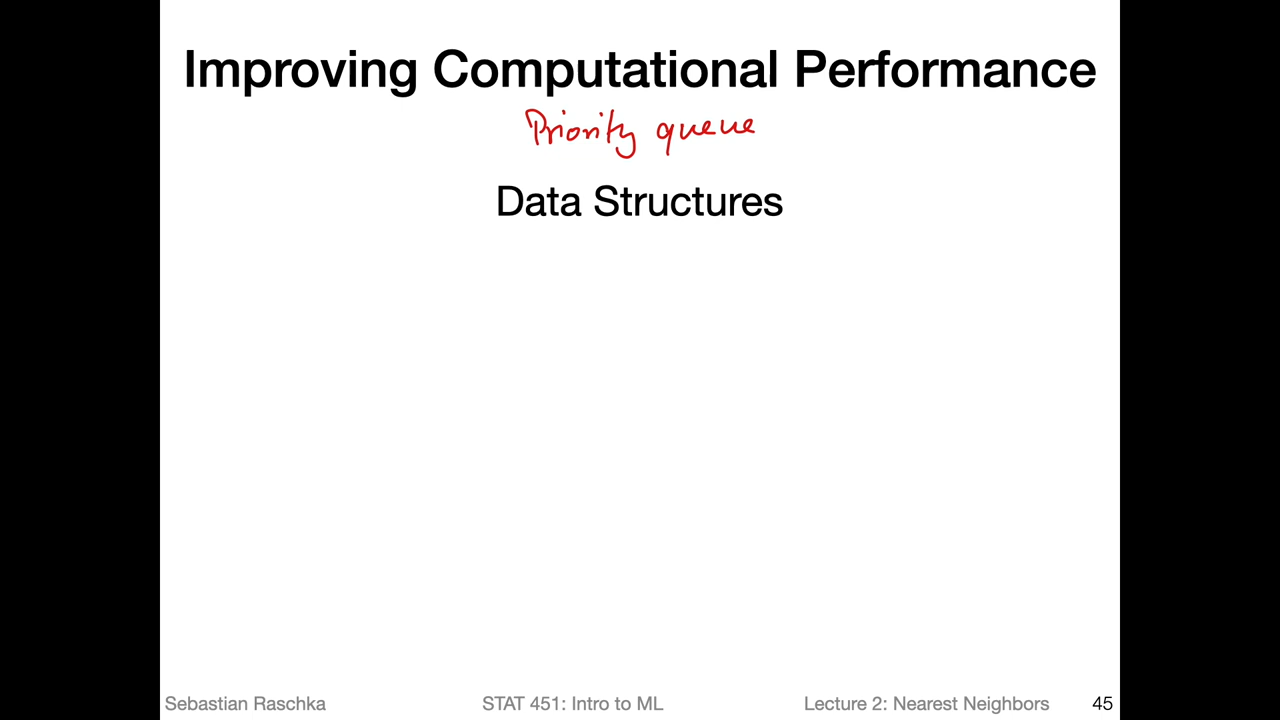 Improving Computational Performance
Priority queue
Data Structures
Sebastian Raschka STAT 451: Intro to ML Lecture 2: Nearest Neighbors 45